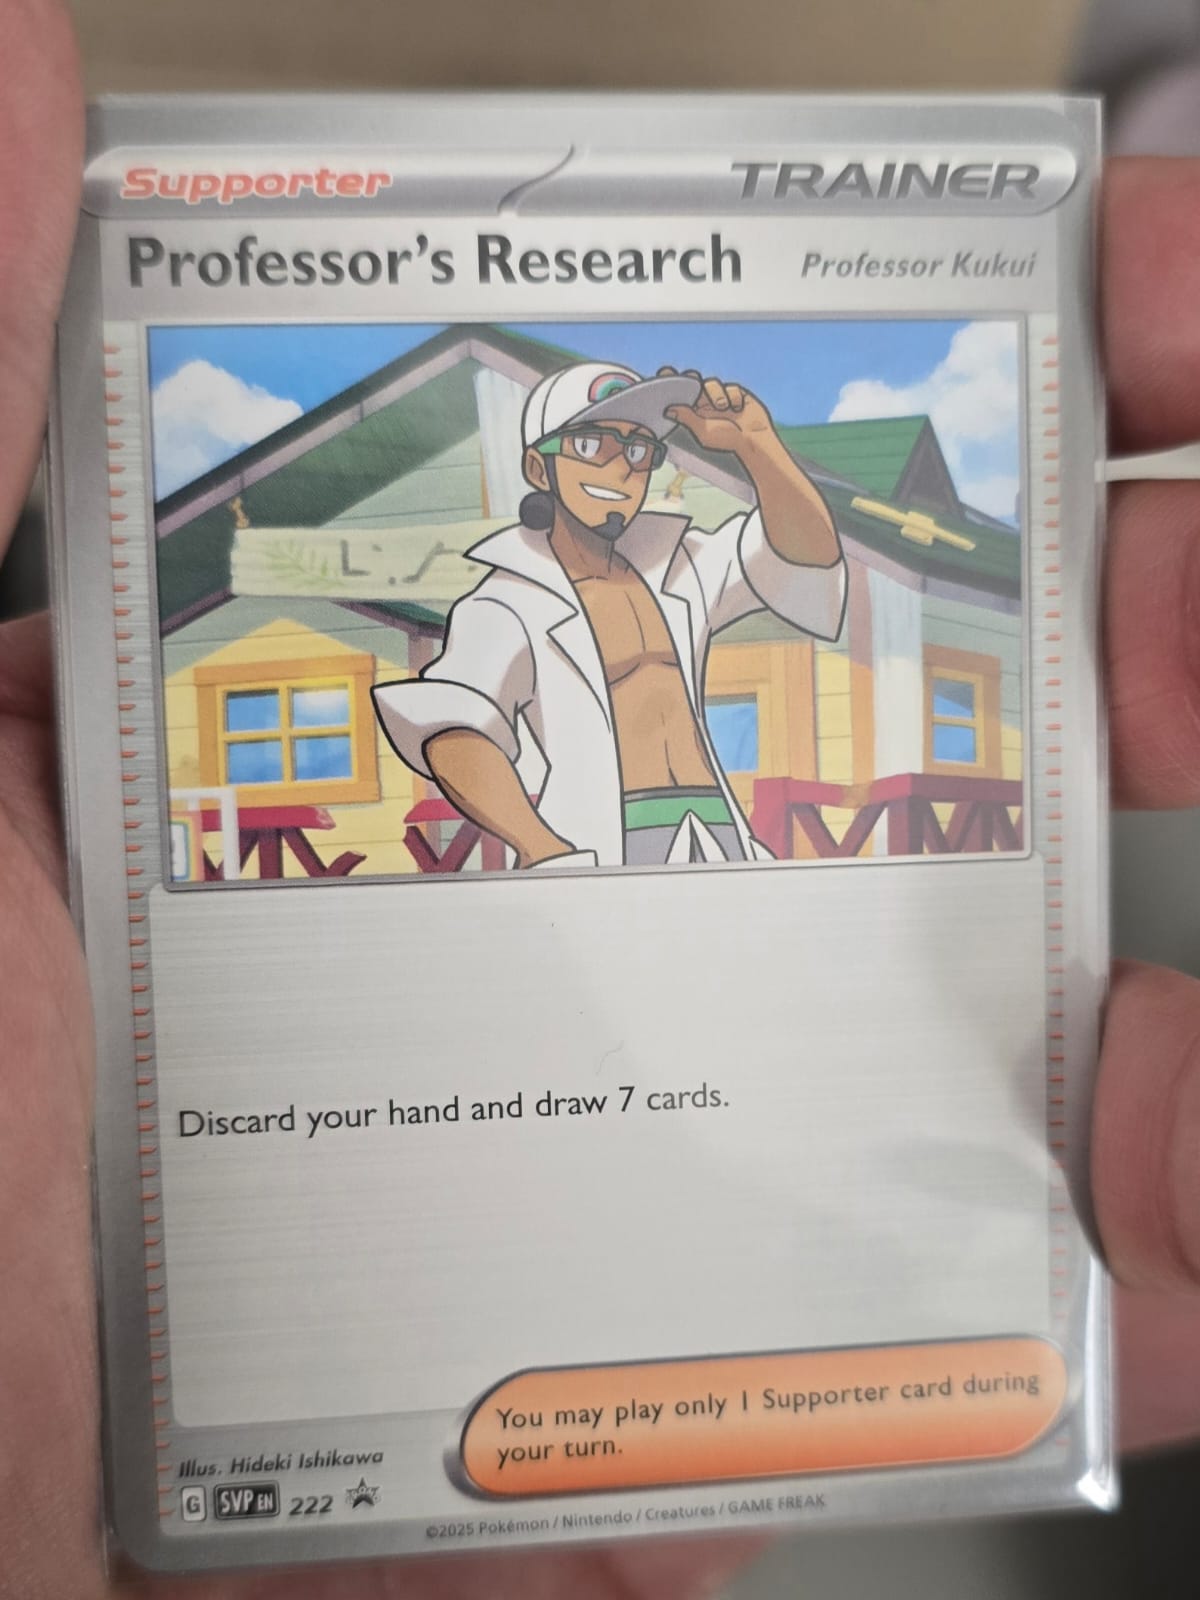 Supporter
TRAINER
Professor's Research
Professor Kukui
Discard your hand and draw 7 cards.
You may play only 1 Supporter card during
your turn.
Illus. Hideki Ishikawa
G SVP EN 222
©2025 Pokémon / Nintendo / Creatures / GAME FREAK